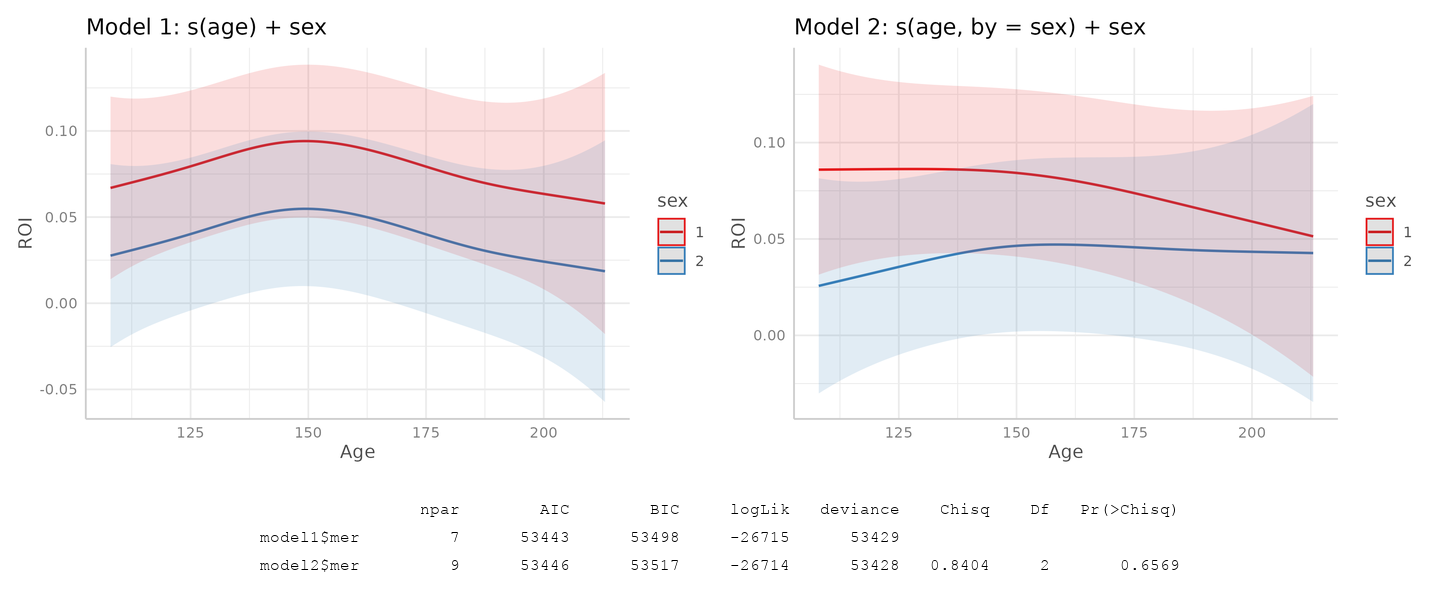 Model 1: s(age) + sex
0.10
0.05
0.00
-0.05
ROI
125 150 175 200
Age
sex
1
2
Model 2: s(age, by = sex) + sex
0.10
0.05
0.00
ROI
125 150 175 200
Age
sex
1
2
npar AIC BIC logLik deviance Chisq Df Pr(>Chisq)
model1$mer 7 53443 53498 -26715 53429
model2$mer 9 53446 53517 -26714 53428 0.8404 2 0.6569